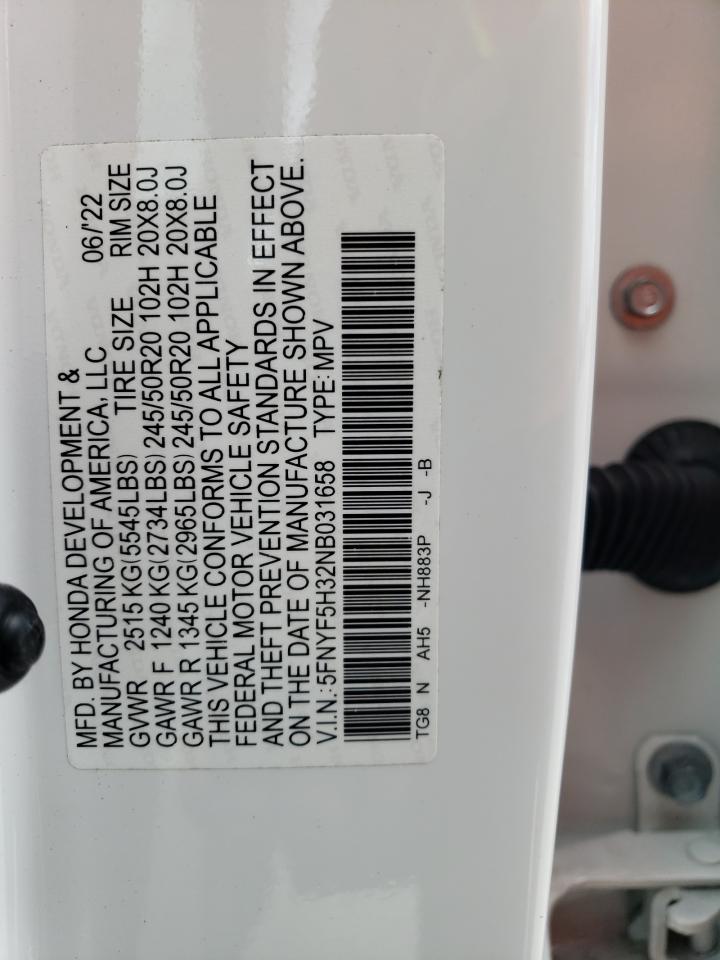 MFD. BY HONDA DEVELOPMENT &
MANUFACTURING OF AMERICA, LLC 06/'22
GVWR 2515 KG(5545LBS) TIRE SIZE RIM SIZE
GAWR F 1240 KG(2734LBS) 245/50R20 102H 20X8.0J
GAWR R 1345 KG(2965LBS) 245/50R20 102H 20X8.0J
THIS VEHICLE CONFORMS TO ALL APPLICABLE
FEDERAL MOTOR VEHICLE SAFETY
AND THEFT PREVENTION STANDARDS IN EFFECT
ON THE DATE OF MANUFACTURE SHOWN ABOVE.
V.I.N.: 5FNYF5H32NB031658 TYPE: MPV
TG8 N AH5 -NH883P -J -B